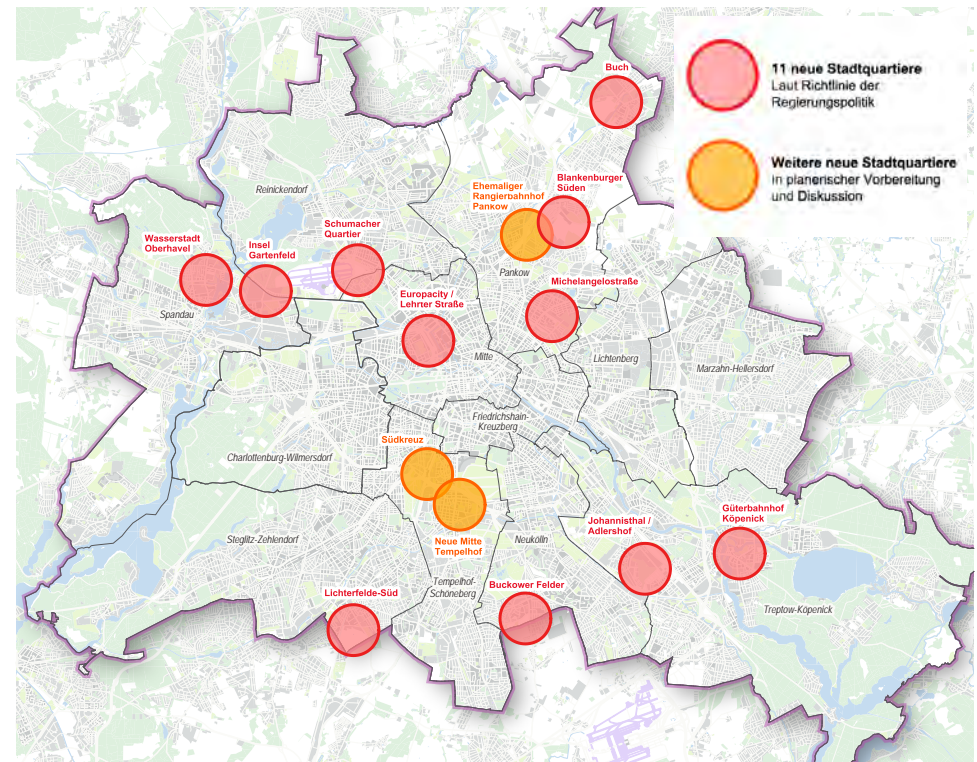 Buch
11 neue Stadtquartiere
Laut Richtlinie der
Regierungspolitik
Weitere neue Stadtquartiere
in planerischer Vorbereitung
und Diskussion
Reinickendorf
Ehemaliger
Rangierbahnhof
Pankow
Blankenburger
Süden
Wasserstadt
Oberhavel
Insel
Gartenfeld
Schumacher
Quartier
Pankow
Michelangelostraße
Europacity /
Lehrter Straße
Spandau
Mitte
Lichtenberg
Marzahn-Hellersdorf
Friedrichshain-
Kreuzberg
Südkreuz
Charlottenburg-Wilmersdorf
Steglitz-Zehlendorf
Neue Mitte
Tempelhof
Neukölln
Johannisthal /
Adlershof
Güterbahnhof
Köpenick
Tempelhof-
Schöneberg
Lichterfelde-Süd
Buckower Felder
Treptow-Köpenick